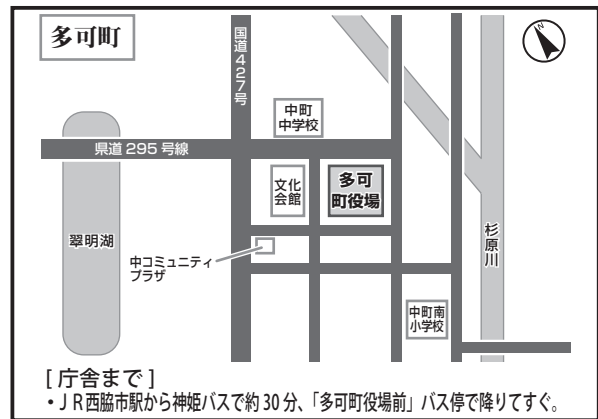 多可町
N
国道427号
中町
中学校
県道295号線
文化
会館
多可
町役場
翠明湖
中コミュニティ
プラザ
杉原川
中町南
小学校
[庁舎まで]
・ＪＲ西脇市駅から神姫バスで約30分、「多可町役場前」バス停で降りてすぐ。